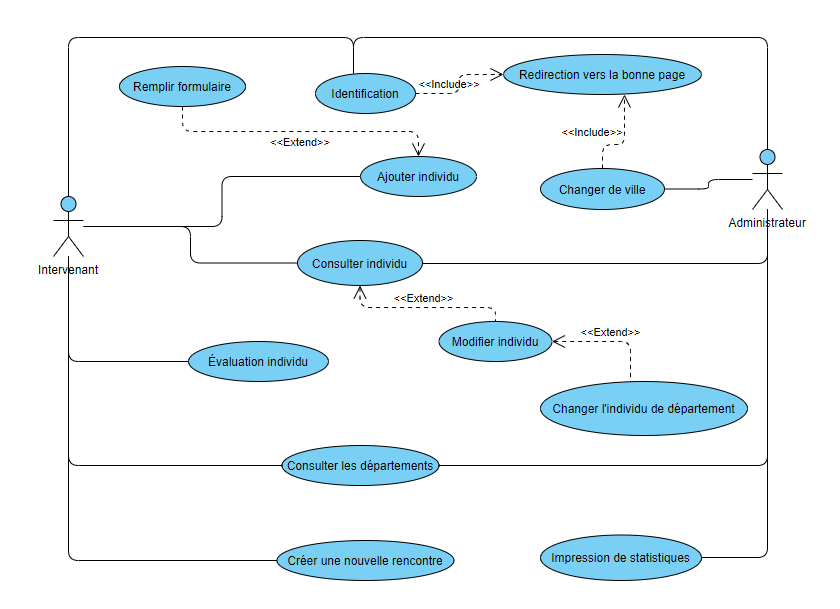 Redirection vers la bonne page
Remplir formulaire
<<Include>>
Identification
<<Include>>
<<Extend>>
Ajouter individu
Changer de ville
Administrateur
Intervenant
Consulter individu
<<Extend>>
<<Extend>>
Modifier individu
Évaluation individu
Changer l'individu de département
Consulter les départements
Créer une nouvelle rencontre
Impression de statistiques